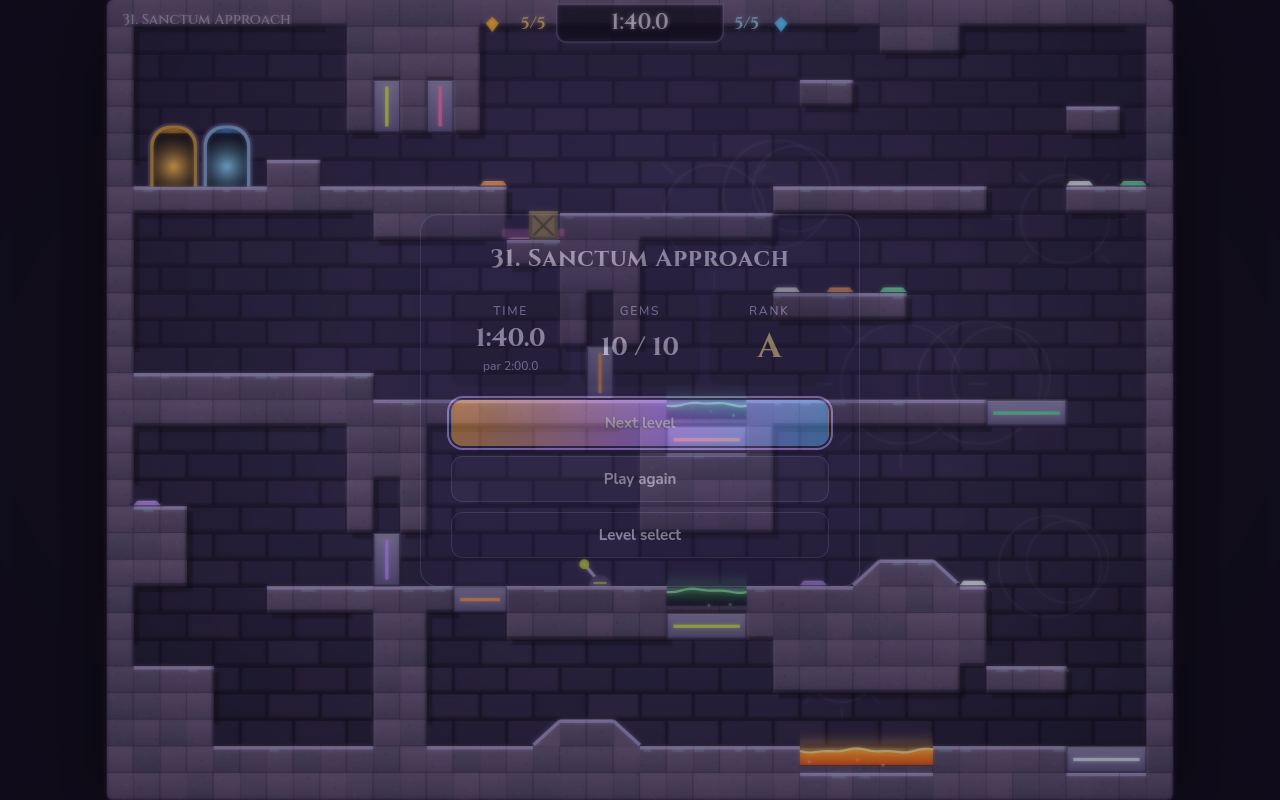 31. Sanctum Approach
5/5
1:40.0
5/5
31. Sanctum Approach
TIME
GEMS
RANK
1:40.0
10 / 10
A
par 2:00.0
Next level
Play again
Level select